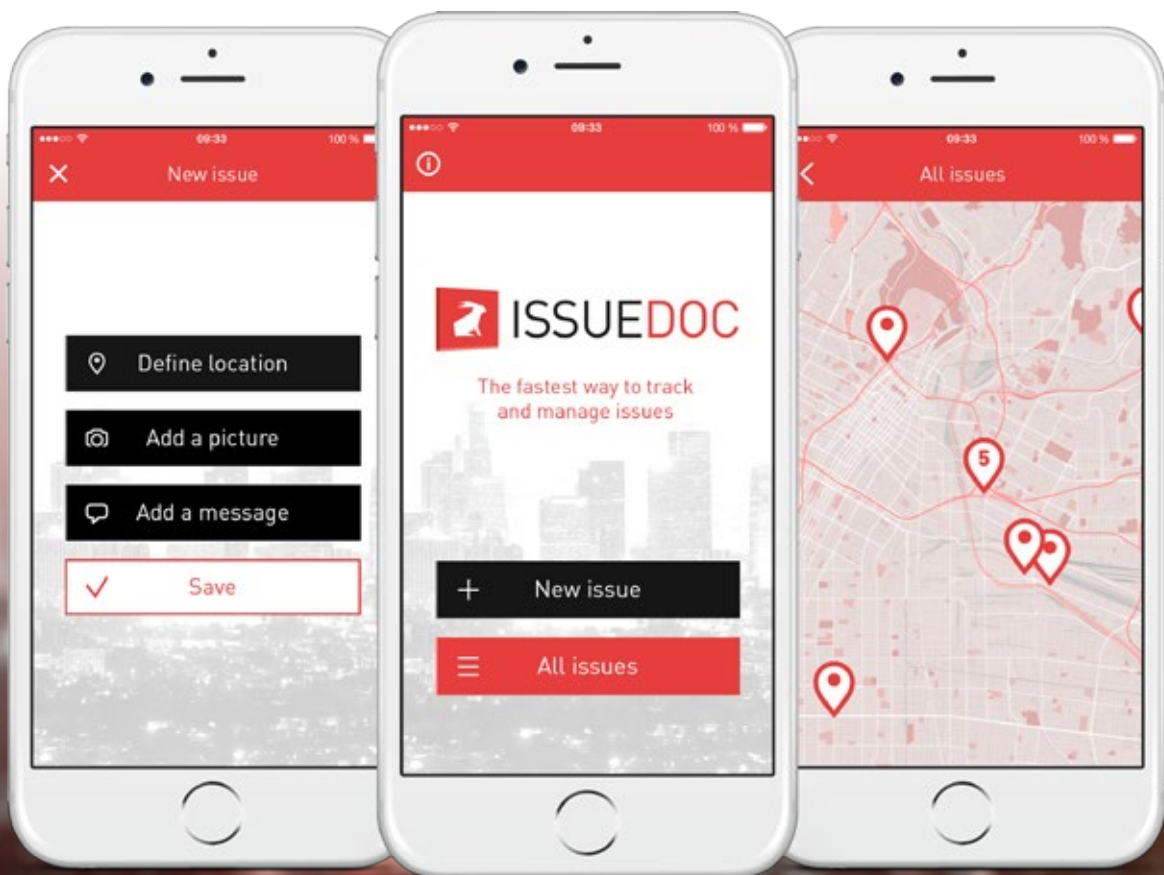 09:33
100 %
New issue
Define location
Add a picture
Add a message
Save
09:33
100 %
ISSUEDOC
The fastest way to track
and manage issues
New issue
All issues
09:33
100 %
All issues
5